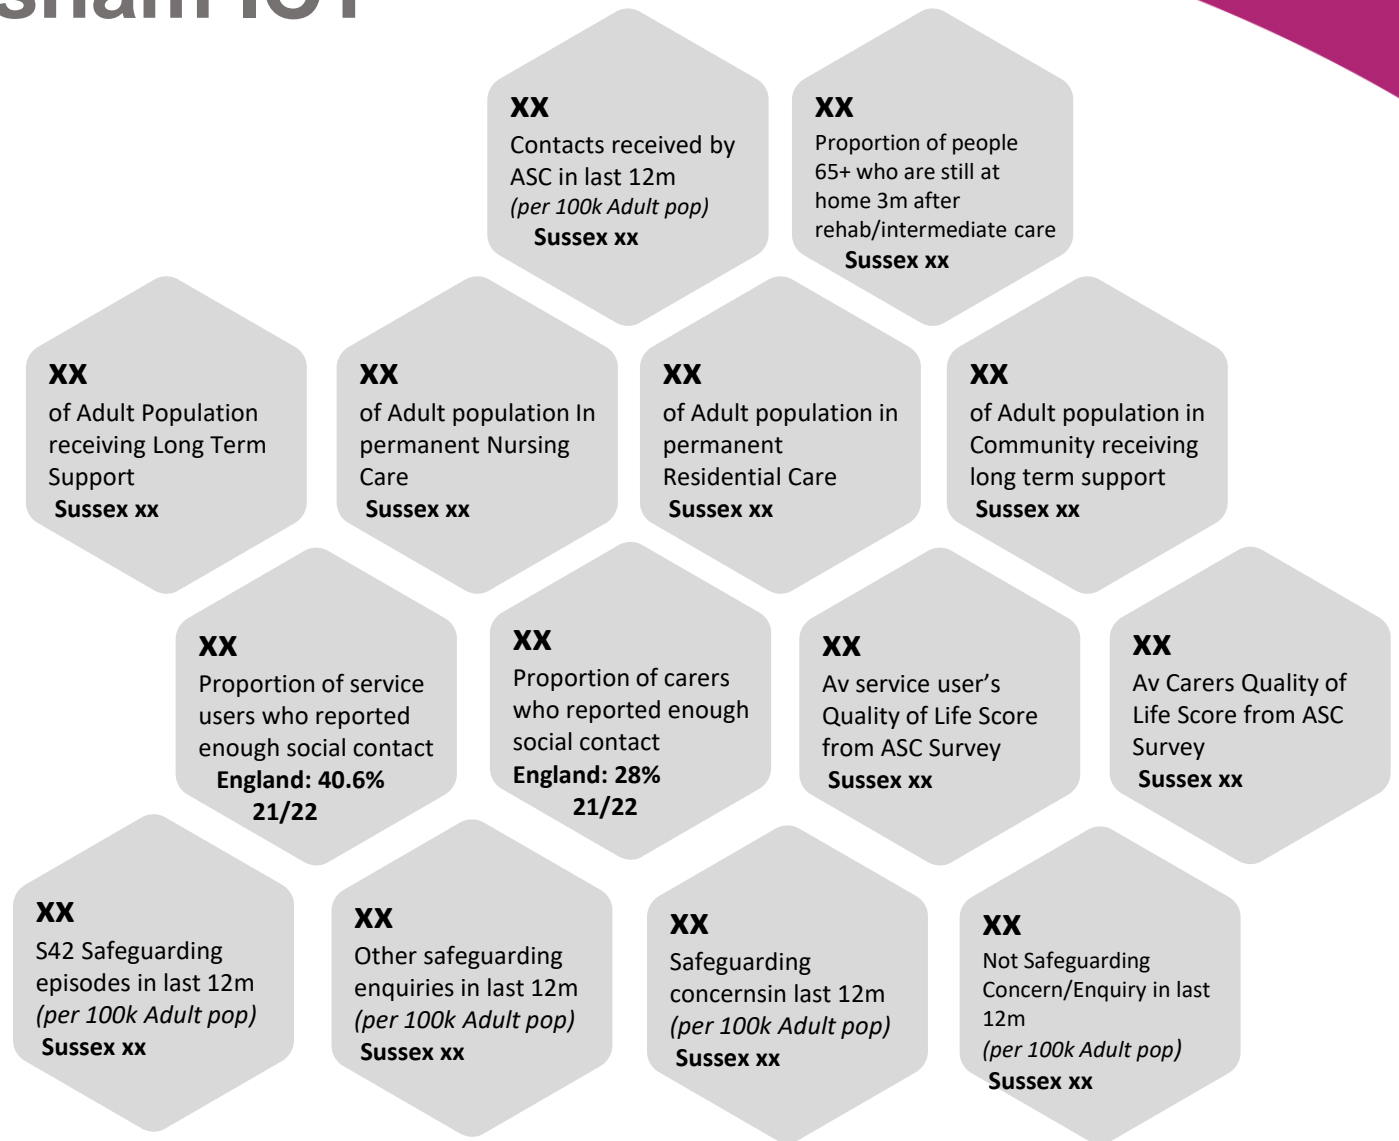 xx
Contacts received by
ASC in last 12m
(per 100k Adult pop)
Sussex xx
xx
Proportion of people
65+ who are still at
home 3m after
rehab/intermediate care
Sussex xx
xx
of Adult Population
receiving Long Term
Support
Sussex xx
xx
of Adult population In
permanent Nursing
Care
Sussex xx
xx
of Adult population in
permanent
Residential Care
Sussex xx
xx
of Adult population in
Community receiving
long term support
Sussex xx
xx
Proportion of service
users who reported
enough social contact
England: 40.6%
21/22
xx
Proportion of carers
who reported enough
social contact
England: 28%
21/22
xx
Av service user’s
Quality of Life Score
from ASC Survey
Sussex xx
xx
Av Carers Quality of
Life Score from ASC
Survey
Sussex xx
xx
S42 Safeguarding
episodes in last 12m
(per 100k Adult pop)
Sussex xx
xx
Other safeguarding
enquiries in last 12m
(per 100k Adult pop)
Sussex xx
xx
Safeguarding
concernsin last 12m
(per 100k Adult pop)
Sussex xx
xx
Not Safeguarding
Concern/Enquiry in last
12m
(per 100k Adult pop)
Sussex xx